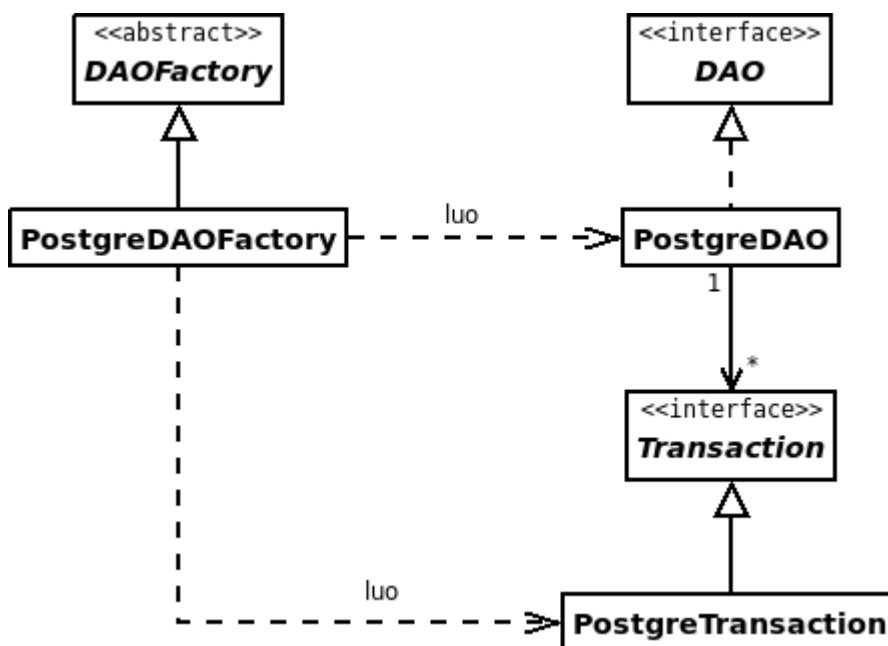 <<abstract>>
DAOFactory
<<interface>>
DAO
PostgreDAOFactory
luo
PostgreDAO
1
*
<<interface>>
Transaction
luo
PostgreTransaction